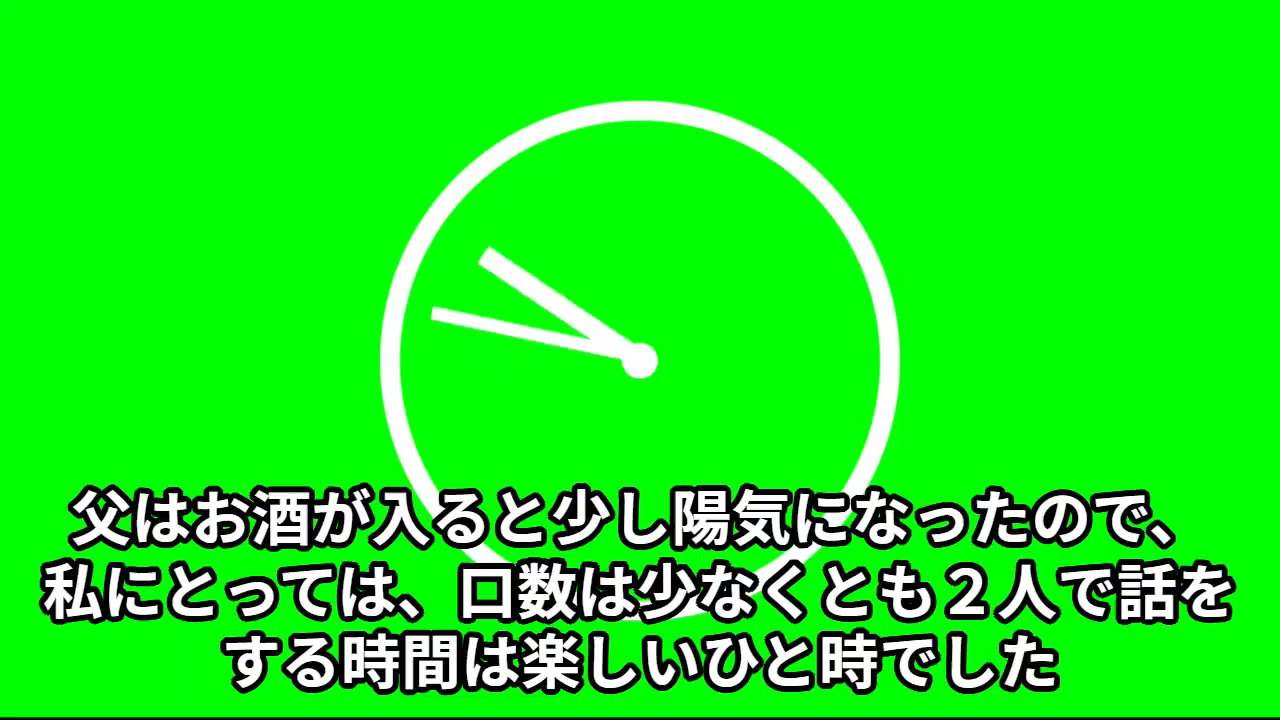 父はお酒が入ると少し陽気になったので、
私にとっては、口数は少なくとも２人で話を
する時間は楽しいひと時でした